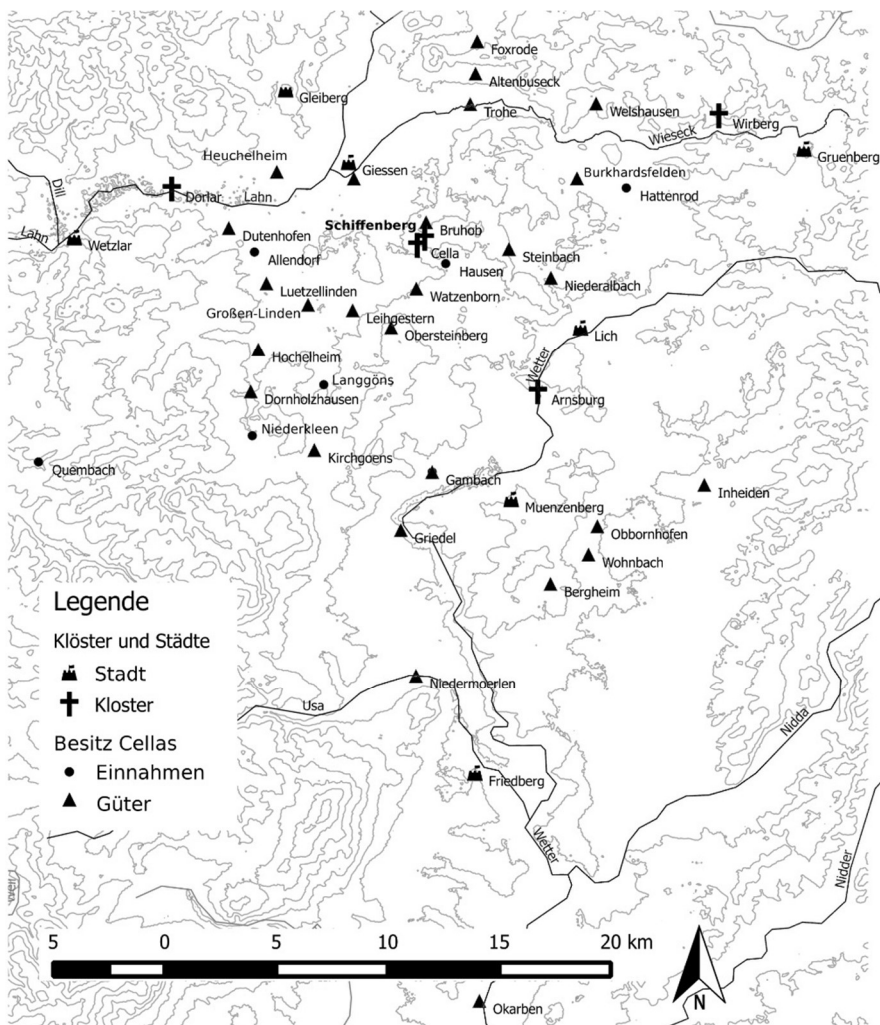 Foxrode
Altenbuseck
Gleiberg
Trohe
Welshausen
Wirberg
Wieseck
Gruenberg
Heuchelheim
Giessen
Burkhardsfelden
Hattenrod
Dill
Dorlar
Lahn
Lahn
Wetzlar
Dutenhofen
Schiffenberg
Bruhob
Cella
Allendorf
Hausen
Steinbach
Luetzellinden
Watzenborn
Niederalbach
Großen-Linden
Leihgestern
Obersteinberg
Lich
Hochelheim
Wetter
Langgöns
Arnsburg
Dornholzhausen
Niederkleen
Kirchgoens
Quembach
Gambach
Inheiden
Muenzenberg
Griedel
Obbornhofen
Wohnbach
Bergheim
Legende
Klöster und Städte
Stadt
Kloster
Besitz Cellas
Einnahmen
Güter
Niedermoerlen
Usa
Nidda
Friedberg
Wetter
Nidder
5 0 5 10 15 20 km
N
Okarben